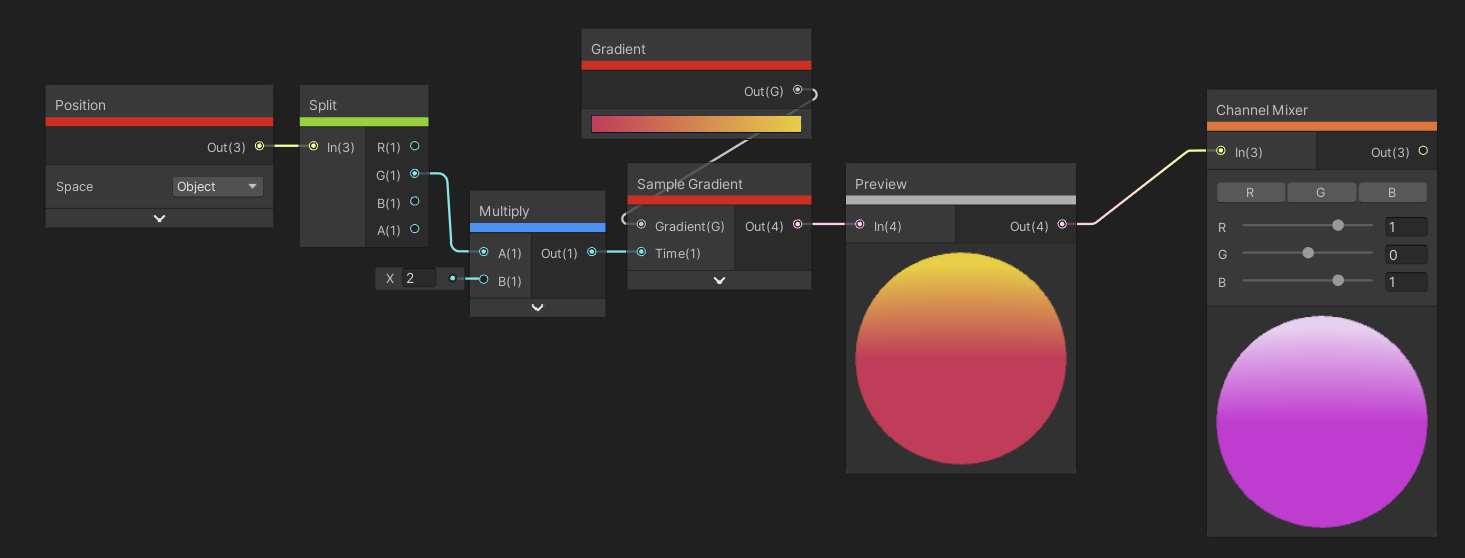 Position
Out(3)
Space
Object
Split
In(3)
R(1)
G(1)
B(1)
A(1)
X 2
Multiply
A(1)
Out(1)
B(1)
Gradient
Out(G)
Sample Gradient
Gradient(G)
Out(4)
Time(1)
Preview
In(4)
Out(4)
Channel Mixer
In(3)
Out(3)
R G B
R 1
G 0
B 1